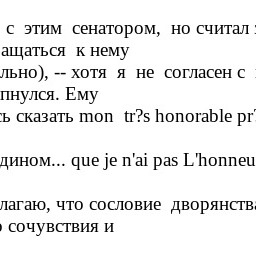 с этим сенатором, но считал
ащаться к нему
льно), -- хотя я не согласен с
пнулся. Ему
сь сказать mon tr?s honorable pr?
дином... que je n'ai pas L'honneu
лагаю, что сословие дворянства
о сочувствия и